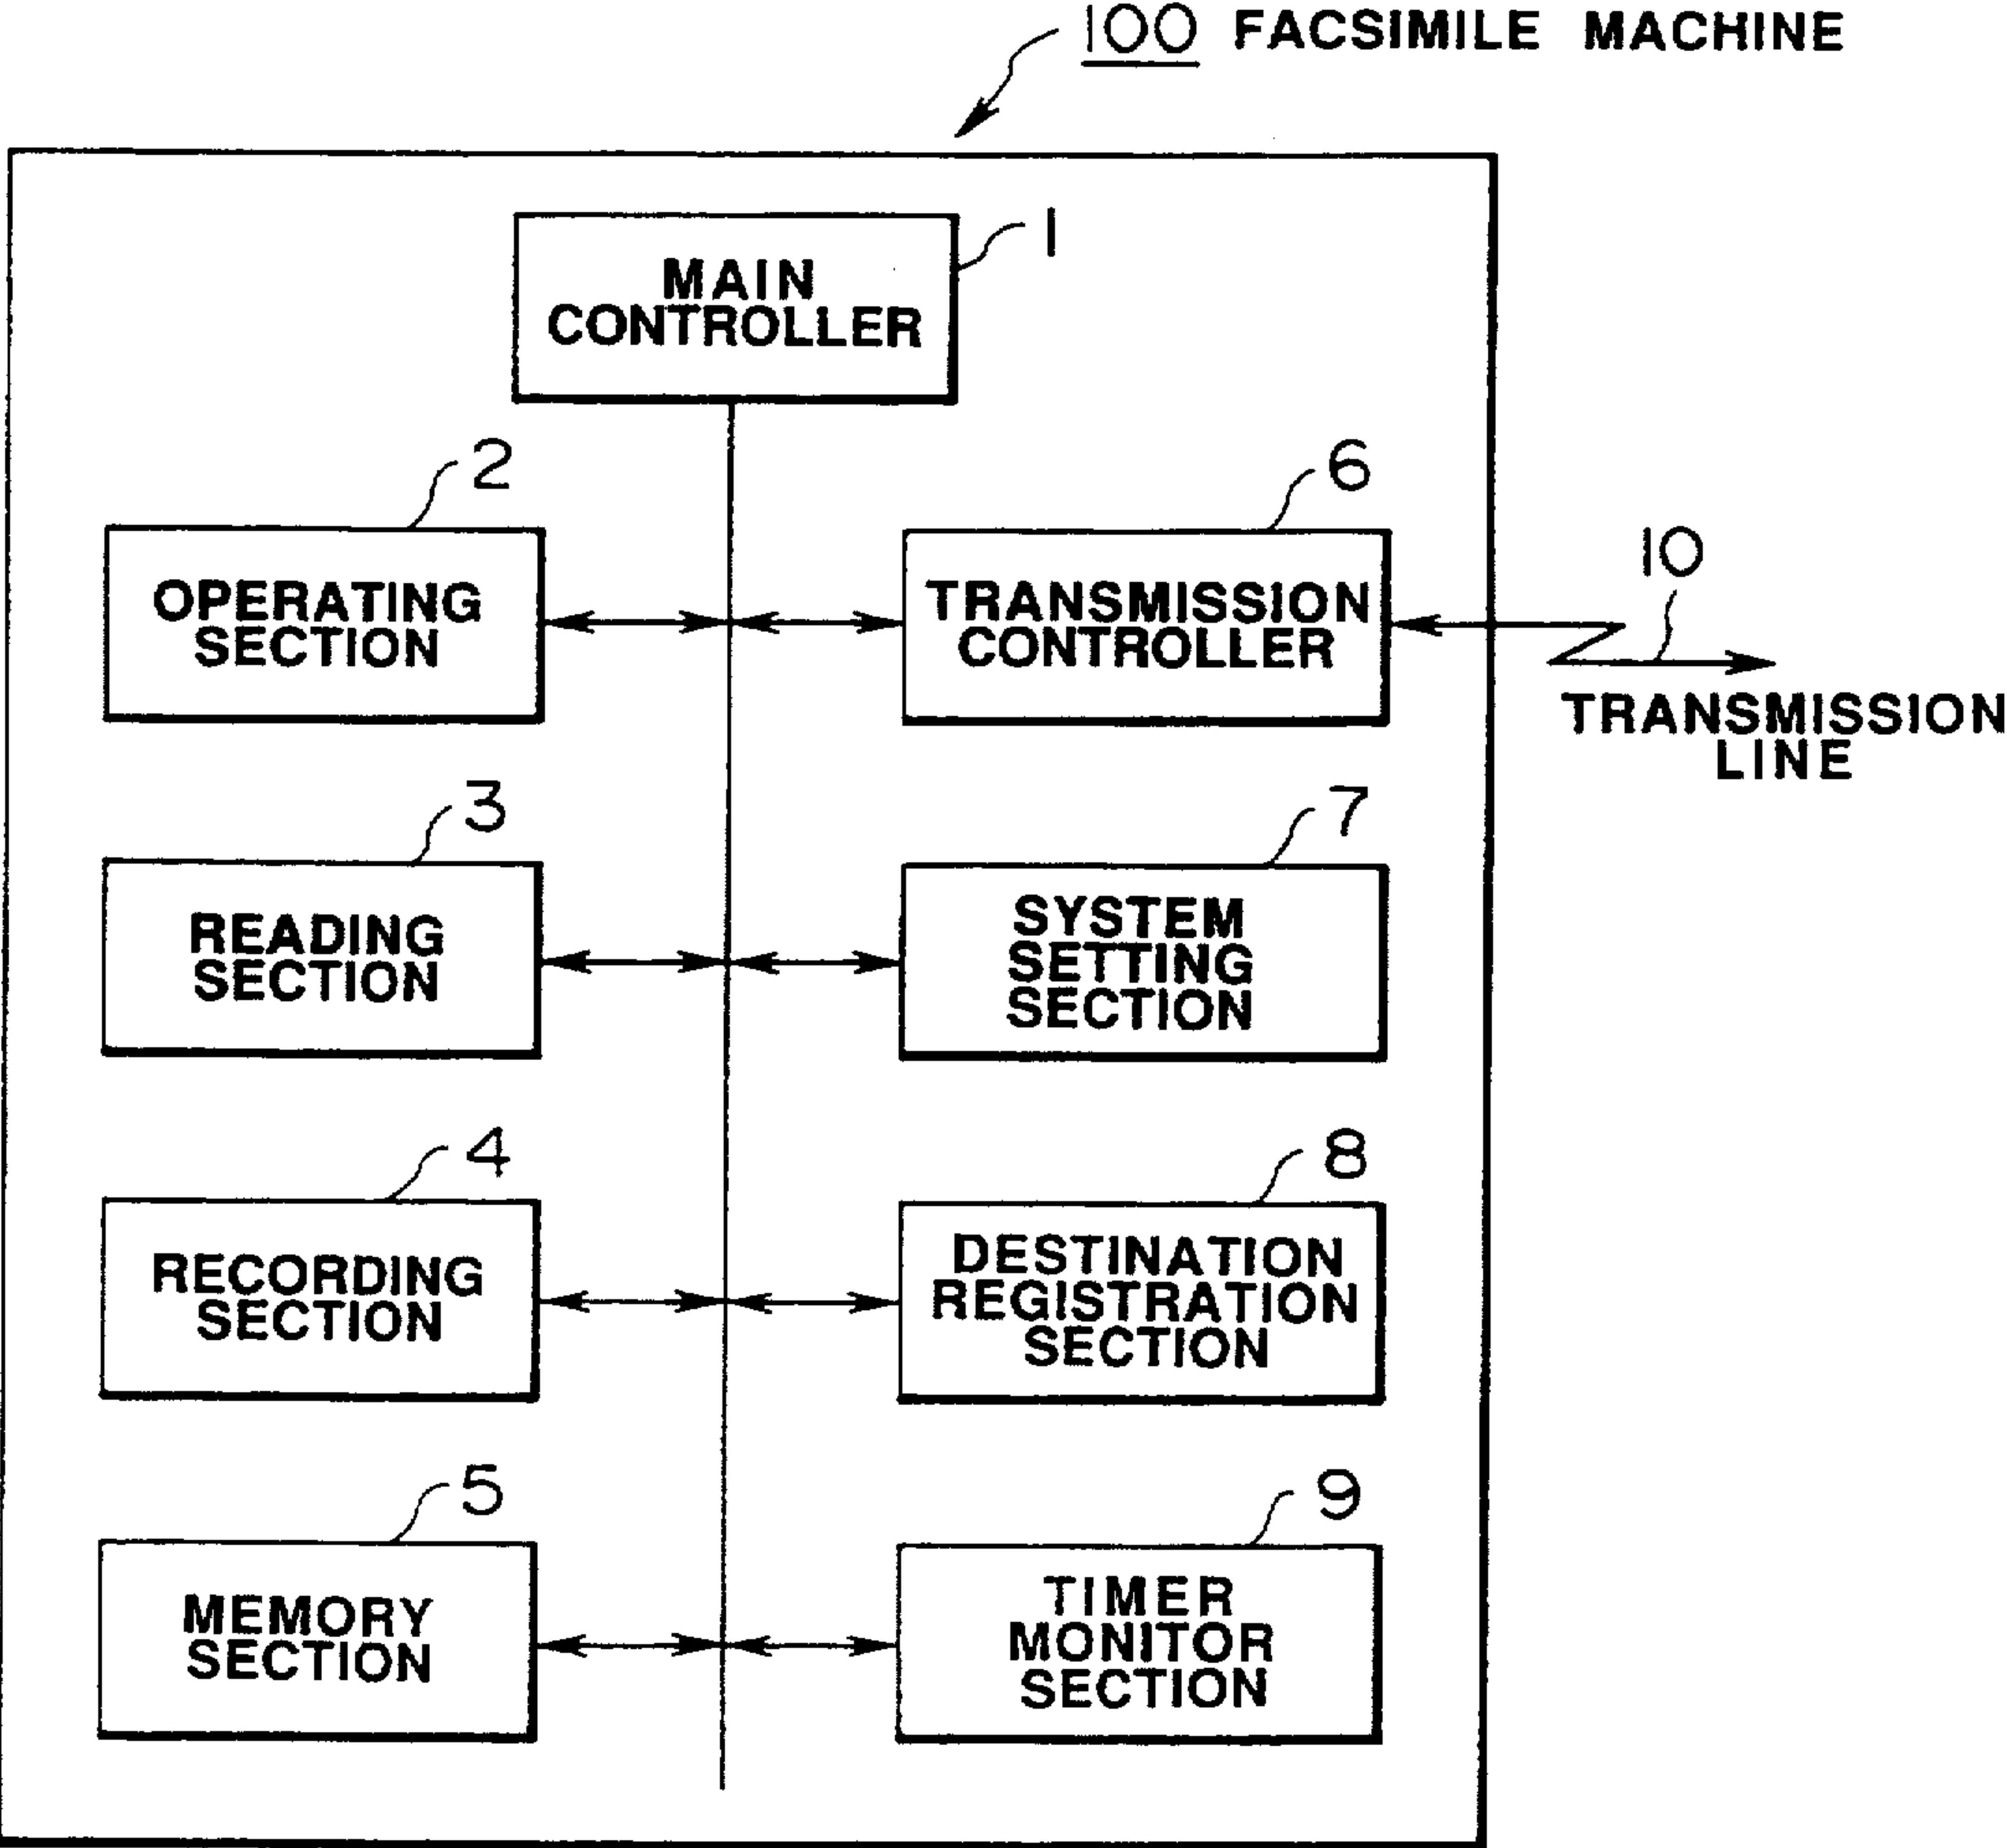 100 FACSIMILE MACHINE
1
MAIN
CONTROLLER
2
OPERATING
SECTION
6
TRANSMISSION
CONTROLLER
10
TRANSMISSION
LINE
3
READING
SECTION
7
SYSTEM
SETTING
SECTION
4
RECORDING
SECTION
8
DESTINATION
REGISTRATION
SECTION
5
MEMORY
SECTION
9
TIMER
MONITOR
SECTION